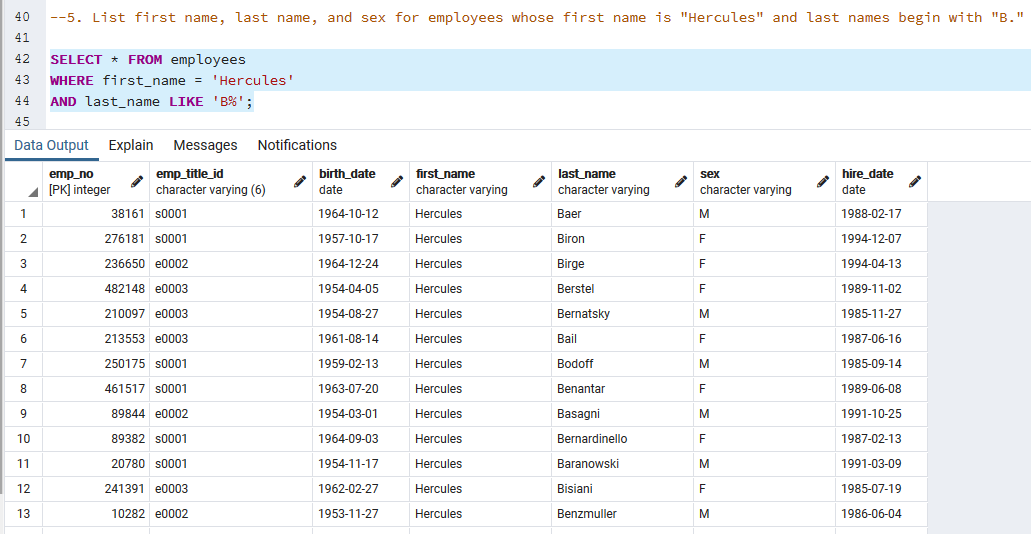 40 --5. List first name, last name, and sex for employees whose first name is "Hercules" and last names begin with "B."
41
42 SELECT * FROM employees
43 WHERE first_name = 'Hercules'
44 AND last_name LIKE 'B%';
45
Data Output Explain Messages Notifications
emp_no emp_title_id birth_date first_name last_name sex hire_date
[PK] integer character varying (6) date character varying character varying character varying date
1 38161 s0001 1964-10-12 Hercules Baer M 1988-02-17
2 276181 s0001 1957-10-17 Hercules Biron F 1994-12-07
3 236650 e0002 1964-12-24 Hercules Birge F 1994-04-13
4 482148 e0003 1954-04-05 Hercules Berstel F 1989-11-02
5 210097 e0003 1954-08-27 Hercules Bernatsky M 1985-11-27
6 213553 e0003 1961-08-14 Hercules Bail F 1987-06-16
7 250175 s0001 1959-02-13 Hercules Bodoff M 1985-09-14
8 461517 s0001 1963-07-20 Hercules Benantar F 1989-06-08
9 89844 e0002 1954-03-01 Hercules Basagni M 1991-10-25
10 89382 s0001 1964-09-03 Hercules Bernardinello F 1987-02-13
11 20780 s0001 1954-11-17 Hercules Baranowski M 1991-03-09
12 241391 e0003 1962-02-27 Hercules Bisiani F 1985-07-19
13 10282 e0002 1953-11-27 Hercules Benzmuller M 1986-06-04